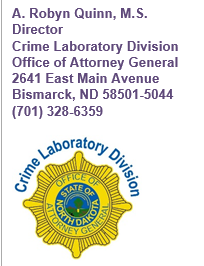 A. Robyn Quinn, M.S.
Director
Crime Laboratory Division
Office of Attorney General
2641 East Main Avenue
Bismarck, ND 58501-5044
(701) 328-6359
Crime Laboratory Division
OFFICE OF
STATE OF
NORTH DAKOTA
ATTORNEY GENERAL